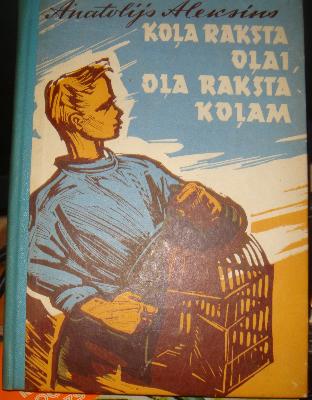 Anatolijs Aleksins
KOĻA RAKSTA
OĻAI,
OĻA RAKSTA
KOĻAM